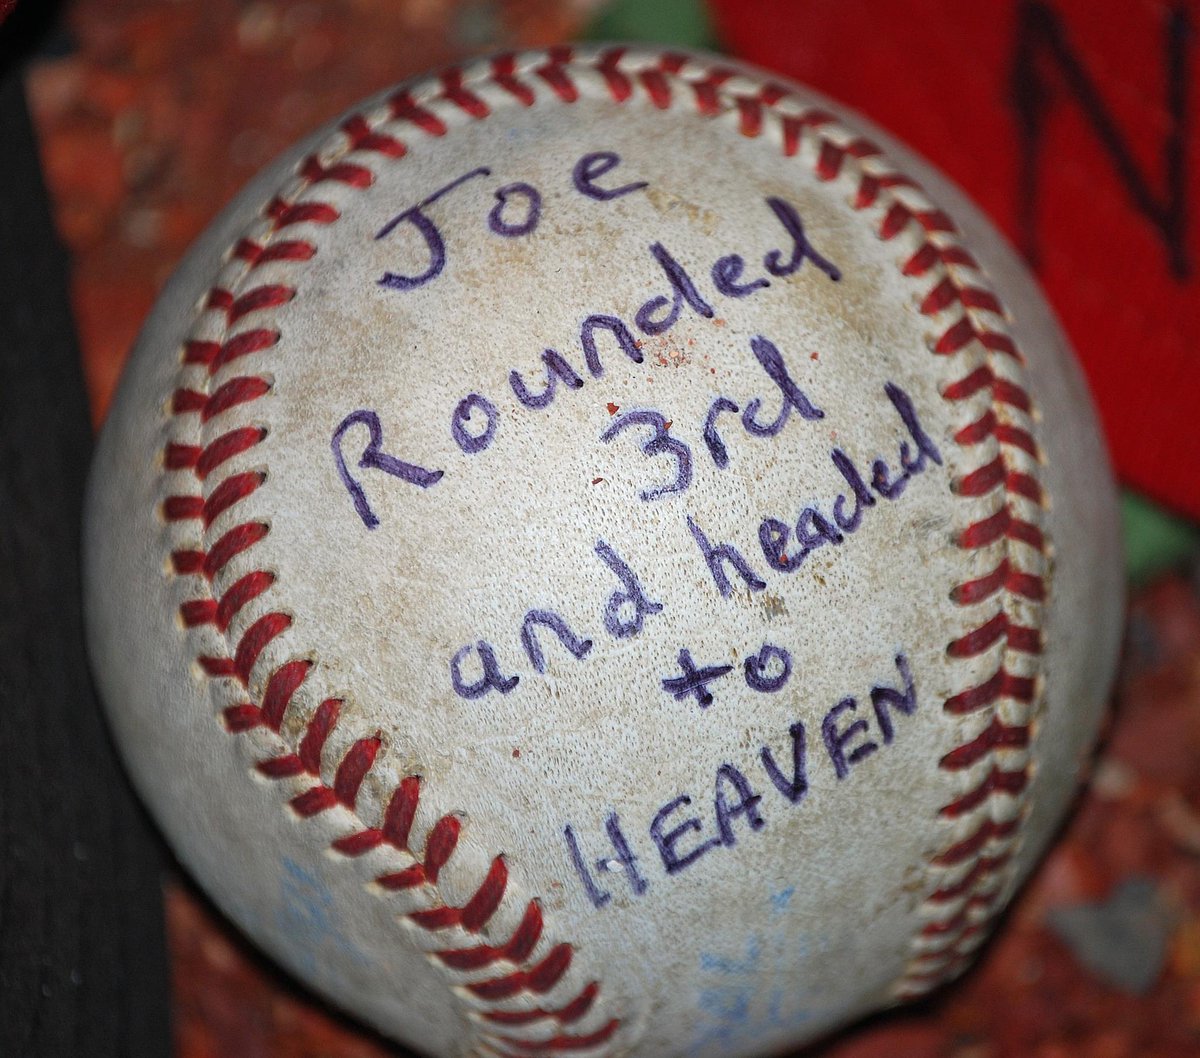 Joe
Rounded
3rd
and headed
to
HEAVEN
N